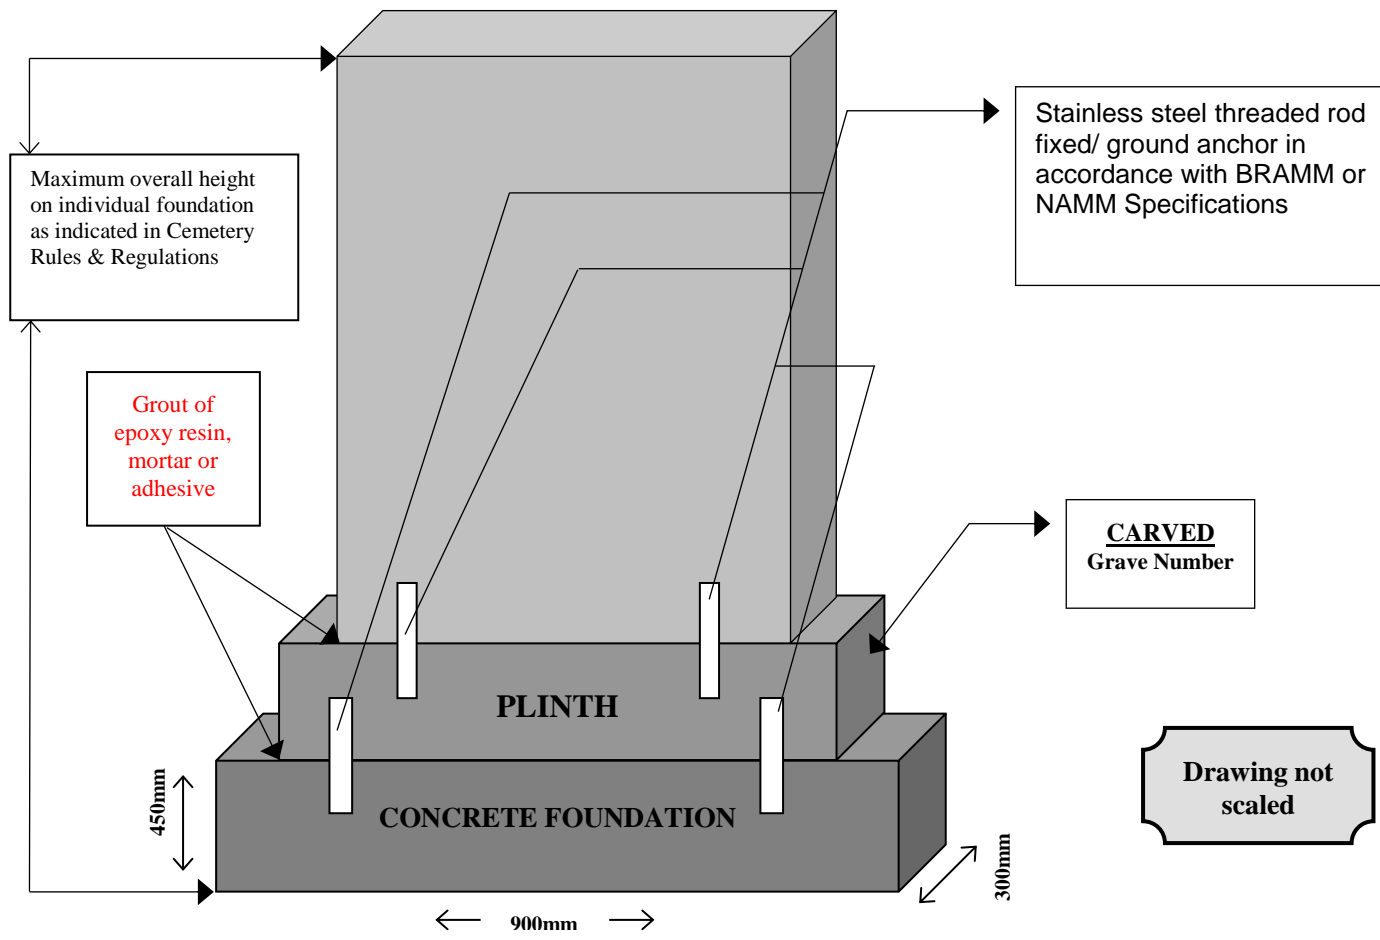 Maximum overall height
on individual foundation
as indicated in Cemetery
Rules & Regulations
Stainless steel threaded rod
fixed/ ground anchor in
accordance with BRAMM or
NAMM Specifications
Grout of
epoxy resin,
mortar or
adhesive
CARVED
Grave Number
PLINTH
Drawing not
scaled
CONCRETE FOUNDATION
450mm
300mm
900mm